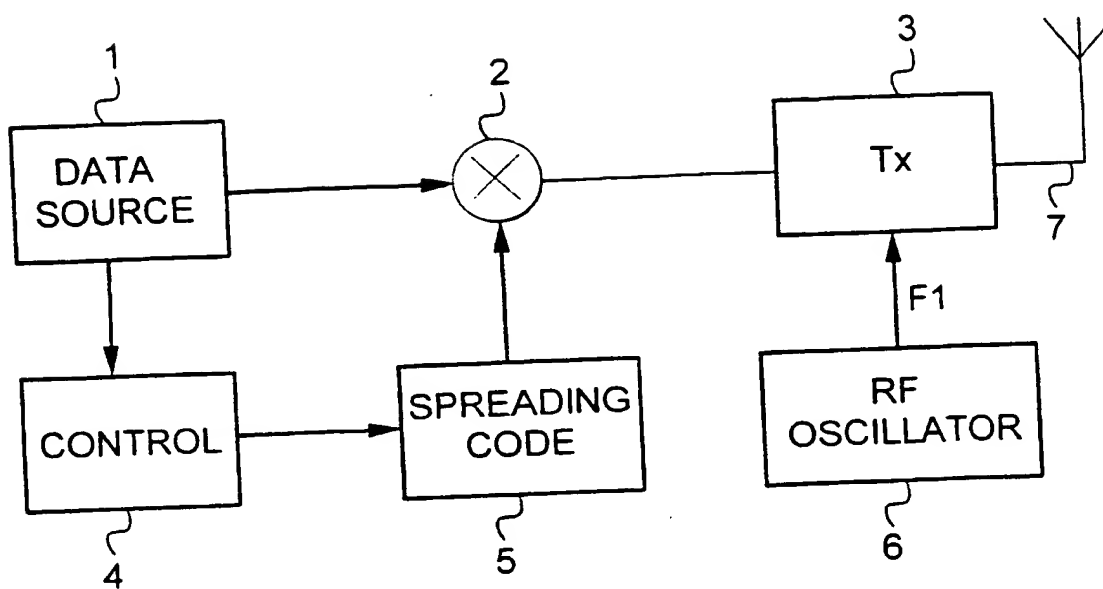 1
2
3
DATA
SOURCE
Tx
7
F1
CONTROL
SPREADING
CODE
RF
OSCILLATOR
4
5
6